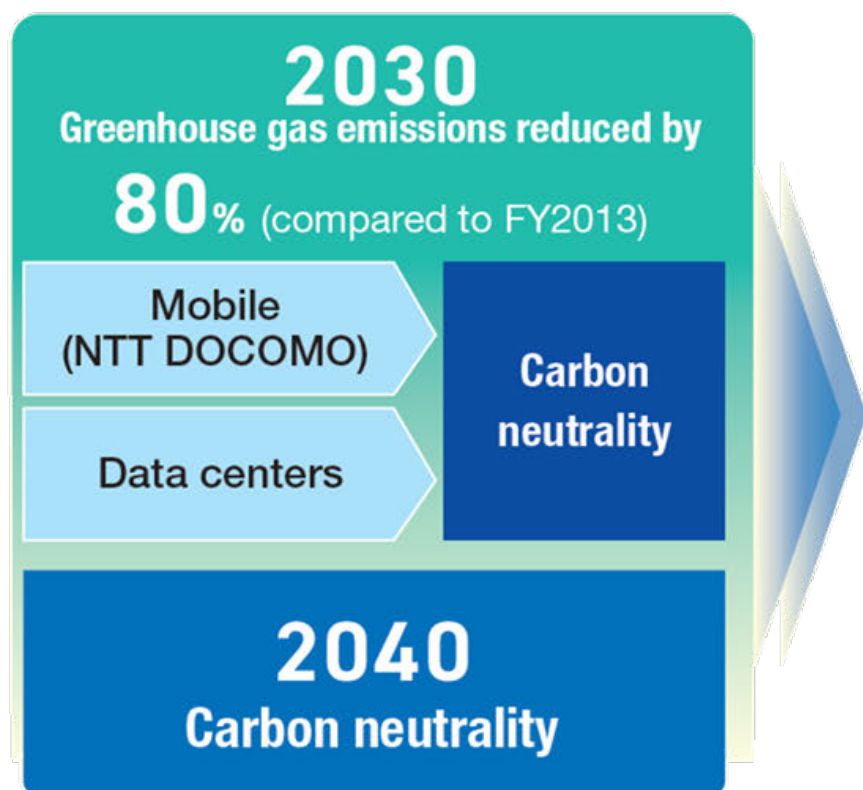 2030
Greenhouse gas emissions reduced by
80% (compared to FY2013)
Mobile
(NTT DOCOMO)
Carbon
neutrality
Data centers
2040
Carbon neutrality